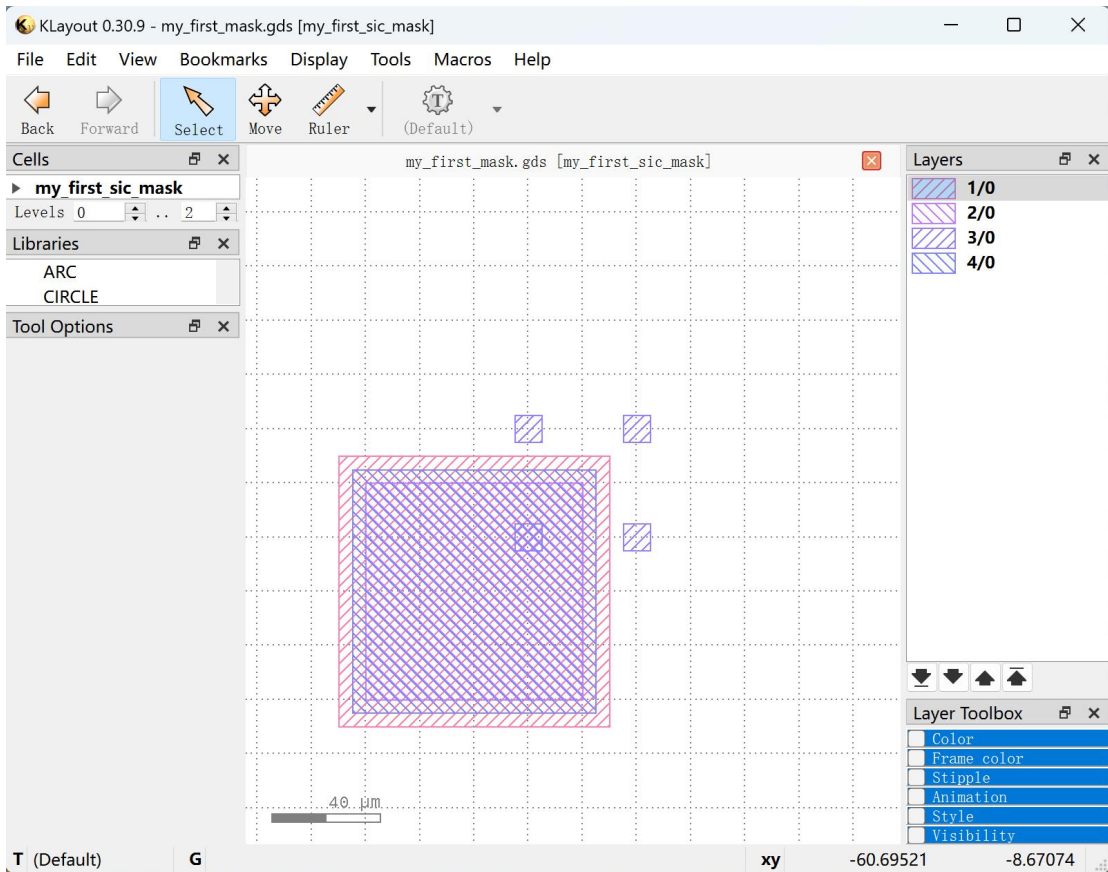 KLayout 0.30.9 - my_first_mask.gds [my_first_sic_mask]
File Edit View Bookmarks Display Tools Macros Help
Back Forward Select Move Ruler (Default)
Cells
my_first_sic_mask
Levels 0 .. 2
Libraries
ARC
CIRCLE
Tool Options
my_first_mask.gds [my_first_sic_mask]
40 µm
Layers
1/0
2/0
3/0
4/0
Layer Toolbox
Color
Frame color
Stipple
Animation
Style
Visibility
T (Default) G xy -60.69521 -8.67074